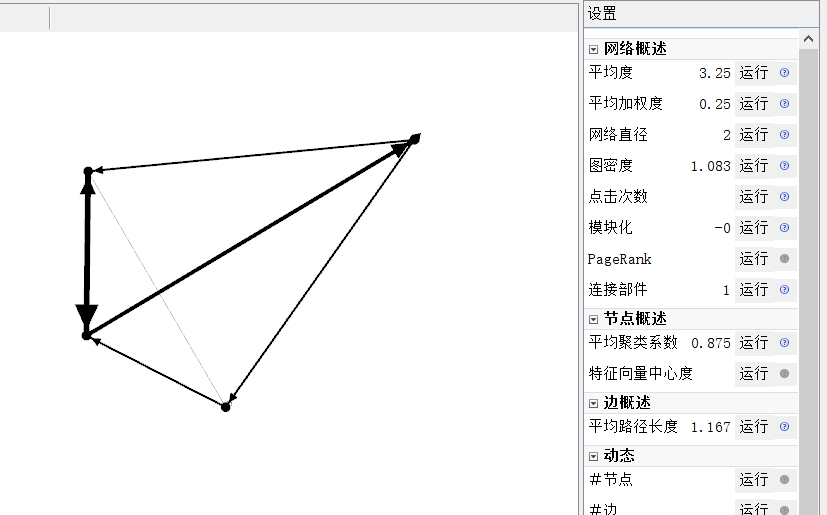 设置
网络概述
平均度 3.25 运行
平均加权度 0.25 运行
网络直径 2 运行
图密度 1.083 运行
点击次数 运行
模块化 -0 运行
PageRank 运行
连接部件 1 运行
节点概述
平均聚类系数 0.875 运行
特征向量中心度 运行
边概述
平均路径长度 1.167 运行
动态
#节点 运行
#边 运行